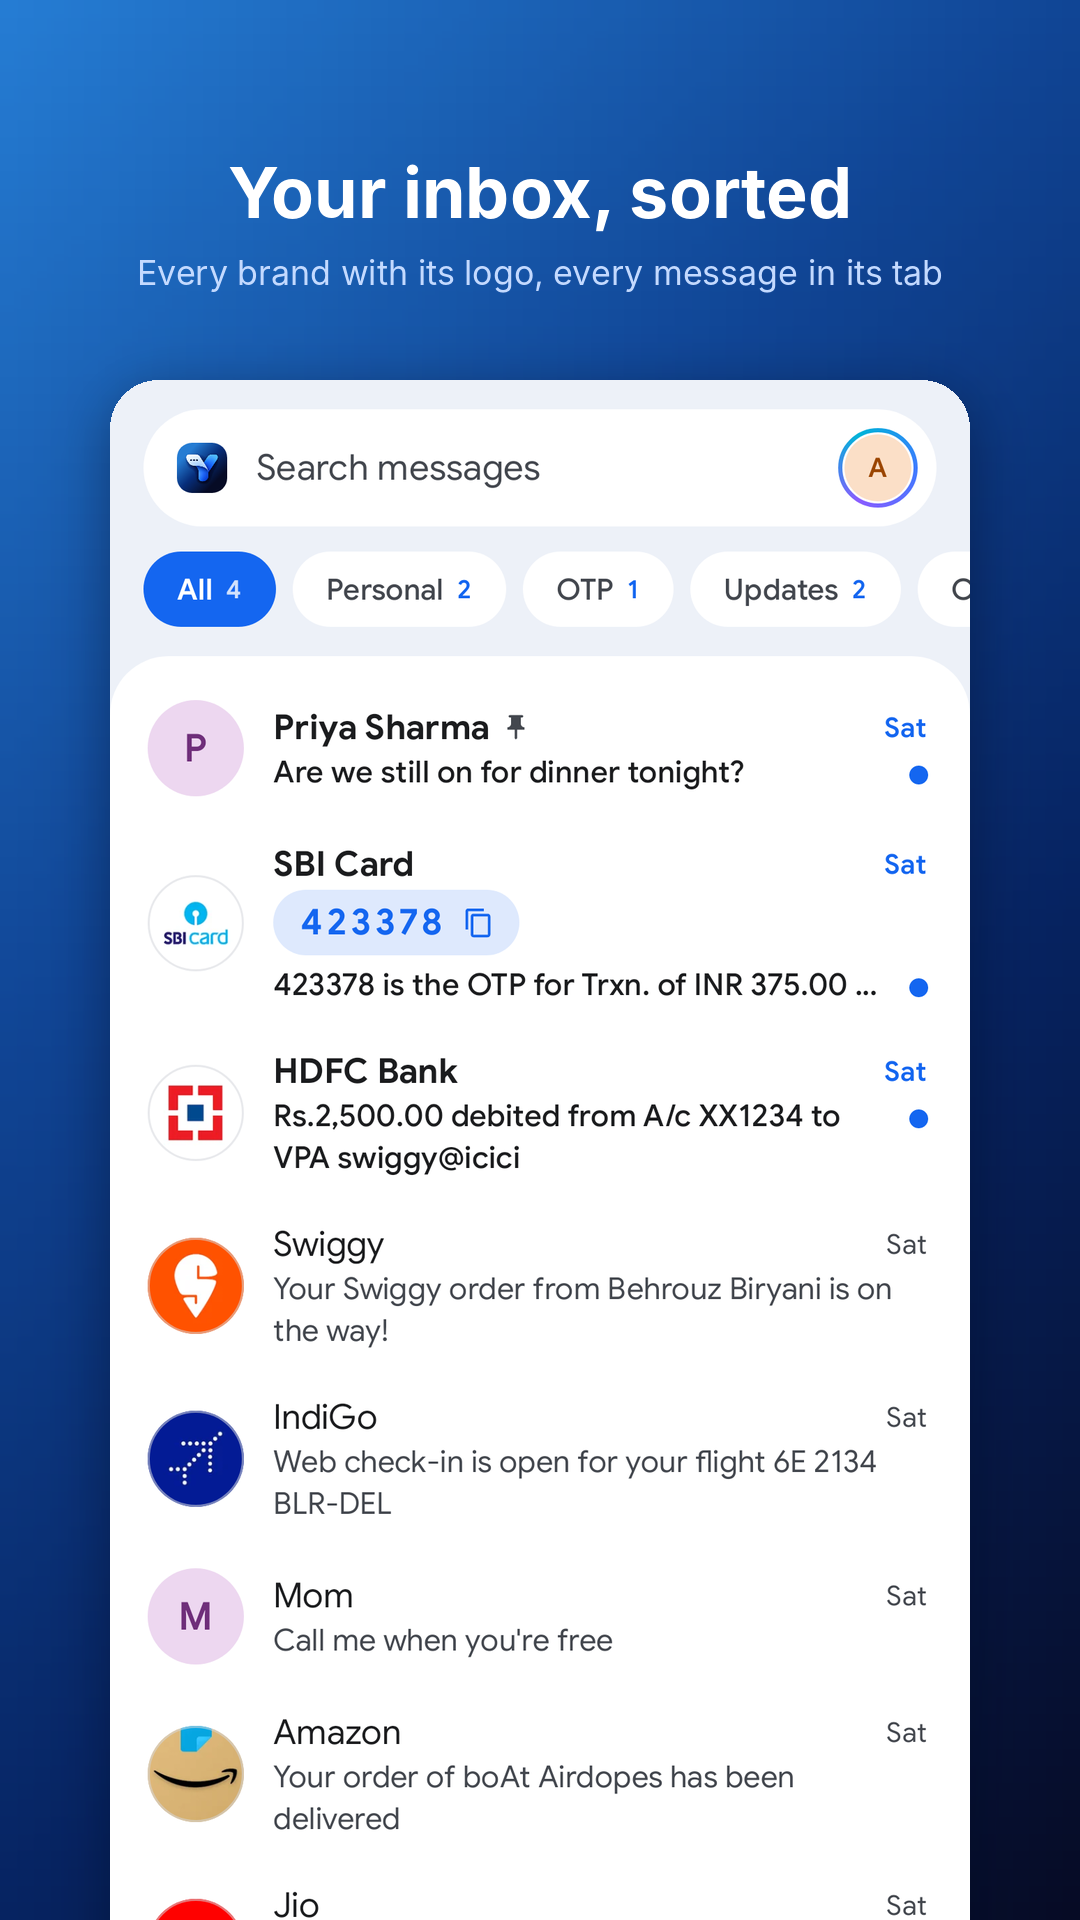 Your inbox, sorted
Every brand with its logo, every message in its tab
Search messages
A
All 4
Personal 2
OTP 1
Updates 2
P
Priya Sharma
Sat
Are we still on for dinner tonight?
SBI Card
Sat
SBI card
423378
423378 is the OTP for Trxn. of INR 375.00 ...
HDFC Bank
Sat
Rs.2,500.00 debited from A/c XX1234 to
VPA swiggy@icici
Swiggy
Sat
Your Swiggy order from Behrouz Biryani is on
the way!
IndiGo
Sat
Web check-in is open for your flight 6E 2134
BLR-DEL
M
Mom
Sat
Call me when you're free
Amazon
Sat
Your order of boAt Airdopes has been
delivered
Jio
Sat